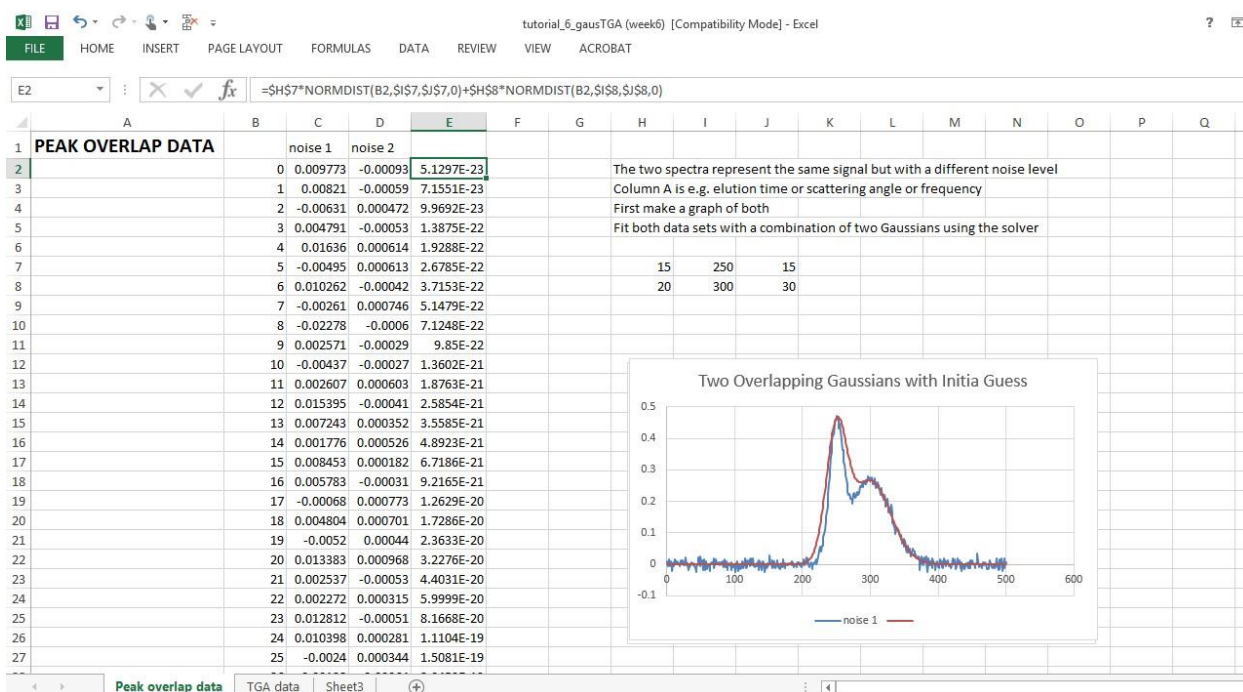 tutorial_6_gausTGA (week6) [Compatibility Mode] - Excel ?
FILE HOME INSERT PAGE LAYOUT FORMULAS DATA REVIEW VIEW ACROBAT
E2 fx =$H$7*NORMDIST(B2,$I$7,$J$7,0)+$H$8*NORMDIST(B2,$I$8,$J$8,0)
A B C D E F G H I J K L M N O P Q
1 PEAK OVERLAP DATA noise 1 noise 2
2 0 0.009773 -0.00093 5.1297E-23 The two spectra represent the same signal but with a different noise level
3 1 0.00821 -0.00059 7.1551E-23 Column A is e.g. elution time or scattering angle or frequency
4 2 -0.00631 0.000472 9.9692E-23 First make a graph of both
5 3 0.004791 -0.00053 1.3875E-22 Fit both data sets with a combination of two Gaussians using the solver
6 4 0.01636 0.000614 1.9288E-22
7 5 -0.00495 0.000613 2.6785E-22 15 250 15
8 6 0.010262 -0.00042 3.7153E-22 20 300 30
9 7 -0.00261 0.000746 5.1479E-22
10 8 -0.02278 -0.0006 7.1248E-22
11 9 0.002571 -0.00029 9.85E-22
12 10 -0.00437 -0.00027 1.3602E-21
13 11 0.002607 0.000603 1.8763E-21
14 12 0.015395 -0.00041 2.5854E-21
15 13 0.007243 0.000352 3.5585E-21
16 14 0.001776 0.000526 4.8923E-21
17 15 0.008453 0.000182 6.7186E-21
18 16 0.005783 -0.00031 9.2165E-21
19 17 -0.00068 0.000773 1.2629E-20
20 18 0.004804 0.000701 1.7286E-20
21 19 -0.0052 0.00044 2.3633E-20
22 20 0.013383 0.000968 3.2276E-20
23 21 0.002537 -0.00053 4.4031E-20
24 22 0.002272 0.000315 5.9999E-20
25 23 0.012812 -0.00051 8.1668E-20
26 24 0.010398 0.000281 1.1104E-19
27 25 -0.0024 0.000344 1.5081E-19
Two Overlapping Gaussians with Initia Guess
0.5
0.4
0.3
0.2
0.1
0
-0.1
0 100 200 300 400 500 600
noise 1
Peak overlap data TGA data Sheet3